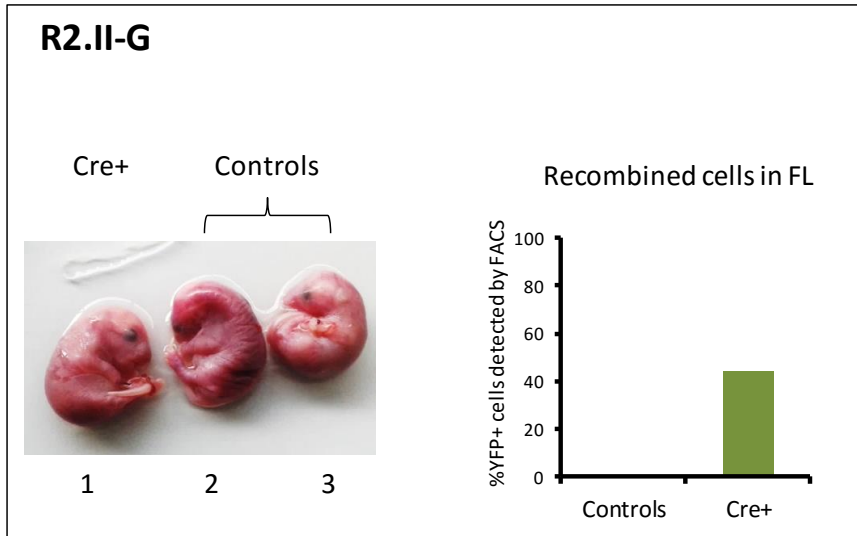 R2.II-G
Cre+ Controls
1 2 3
Recombined cells in FL
%YFP+ cells detected by FACS
100
80
60
40
20
0
Controls Cre+